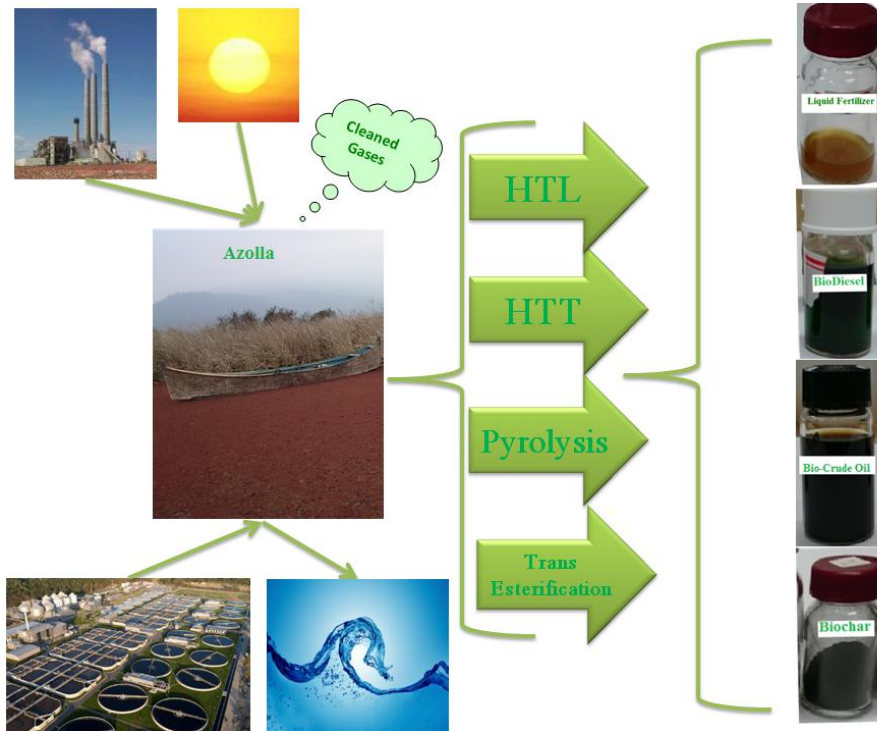 Cleaned
Gases
Azolla
HTL
HTT
Pyrolysis
Trans
Esterification
Liquid Fertilizer
BioDiesel
Bio-Crude Oil
Biochar